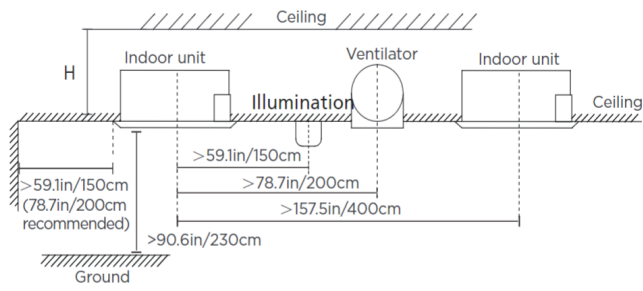 Ceiling
Indoor unit
Ventilator
Indoor unit
H
Illumination
Ceiling
>59.1in/150cm
>59.1in/150cm
(78.7in/200cm
recommended)
>78.7in/200cm
>157.5in/400cm
>90.6in/230cm
Ground